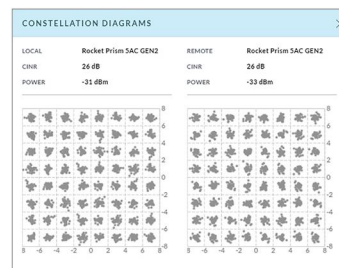 CONSTELLATION DIAGRAMS
LOCAL Rocket Prism 5AC GEN2
CINR 26 dB
POWER -31 dBm
REMOTE Rocket Prism 5AC GEN2
CINR 26 dB
POWER -33 dBm
8
6
4
2
0
-2
-4
-6
-8
8 -6 -4 -2 0 2 4 6 8
8
6
4
2
0
-2
-4
-6
-8
8 -6 -4 -2 0 2 4 6 8